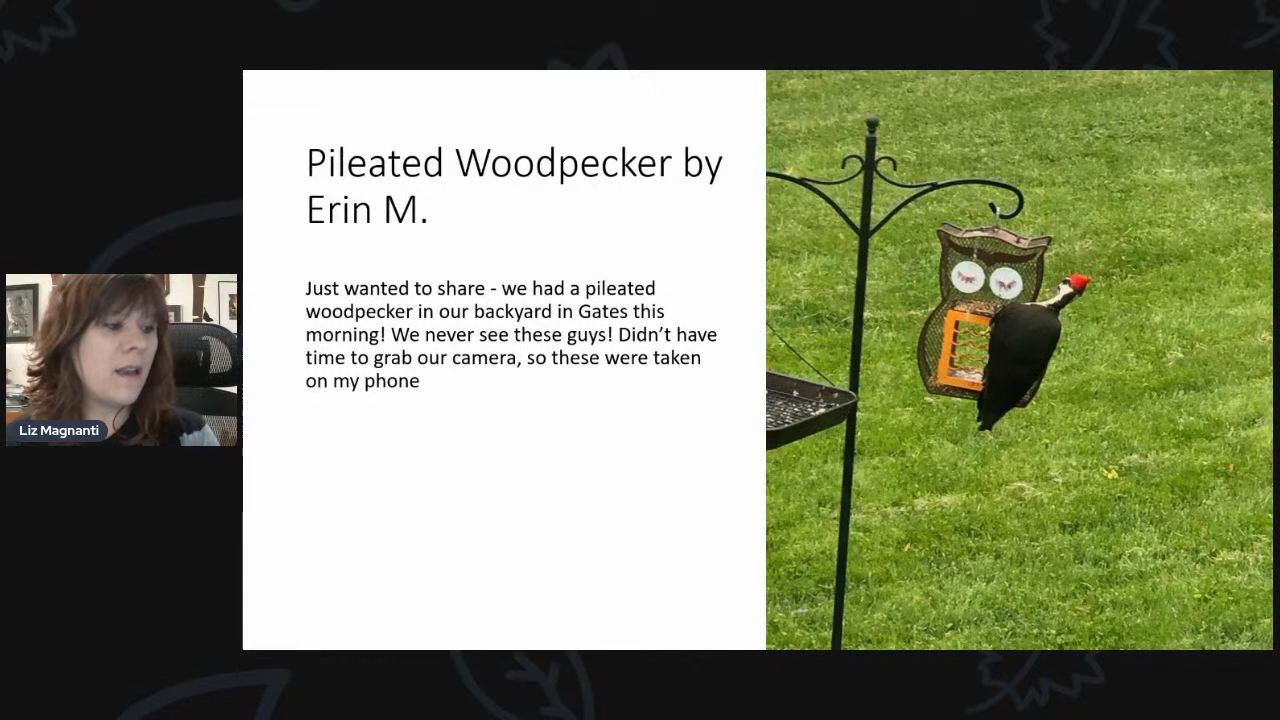 Pileated Woodpecker by
Erin M.
Just wanted to share - we had a pileated
woodpecker in our backyard in Gates this
morning! We never see these guys! Didn’t have
time to grab our camera, so these were taken
on my phone
Liz Magnanti